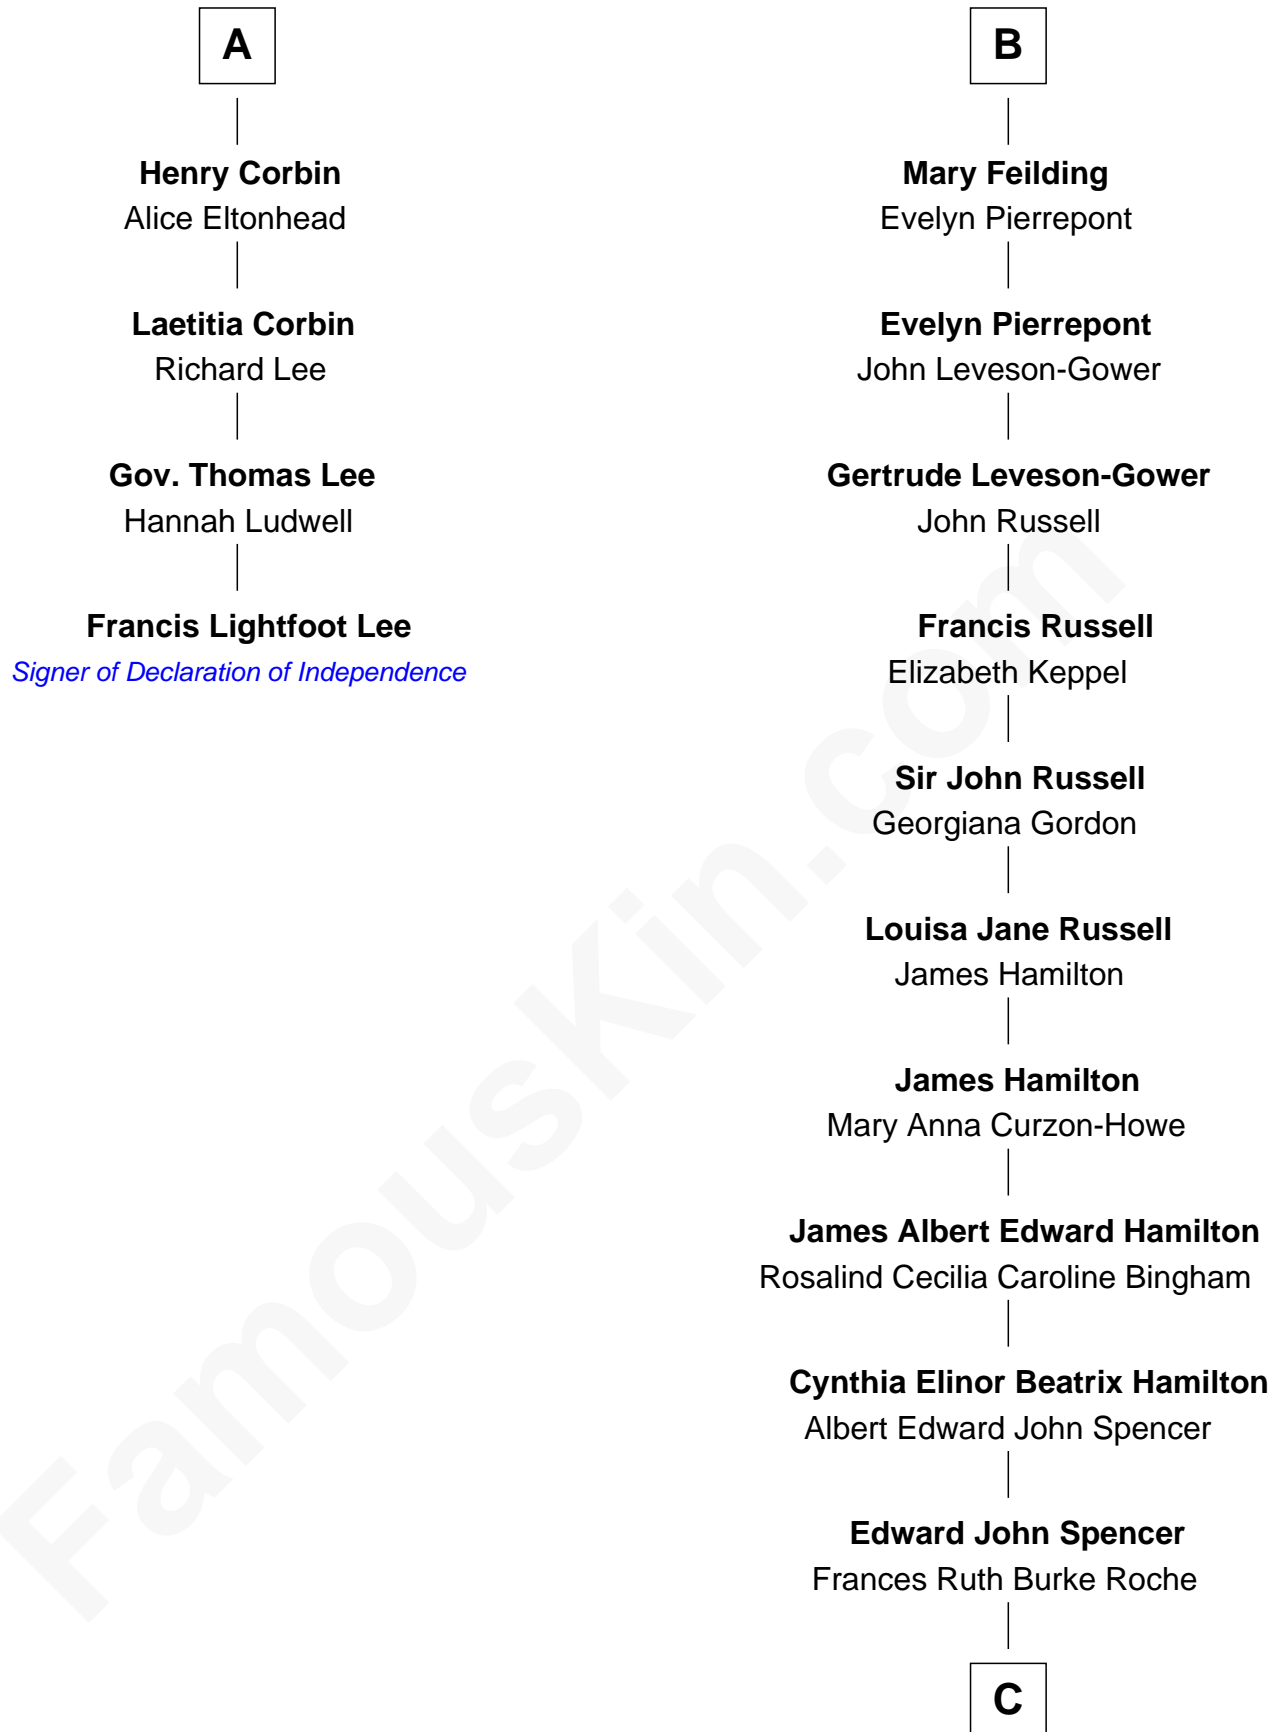 A
Henry Corbin
Alice Eltonhead
Laetitia Corbin
Richard Lee
Gov. Thomas Lee
Hannah Ludwell
Francis Lightfoot Lee
Signer of Declaration of Independence
B
Mary Feilding
Evelyn Pierrepont
Evelyn Pierrepont
John Leveson-Gower
Gertrude Leveson-Gower
John Russell
Francis Russell
Elizabeth Keppel
Sir John Russell
Georgiana Gordon
Louisa Jane Russell
James Hamilton
James Hamilton
Mary Anna Curzon-Howe
James Albert Edward Hamilton
Rosalind Cecilia Caroline Bingham
Cynthia Elinor Beatrix Hamilton
Albert Edward John Spencer
Edward John Spencer
Frances Ruth Burke Roche
C
FamousKin.com